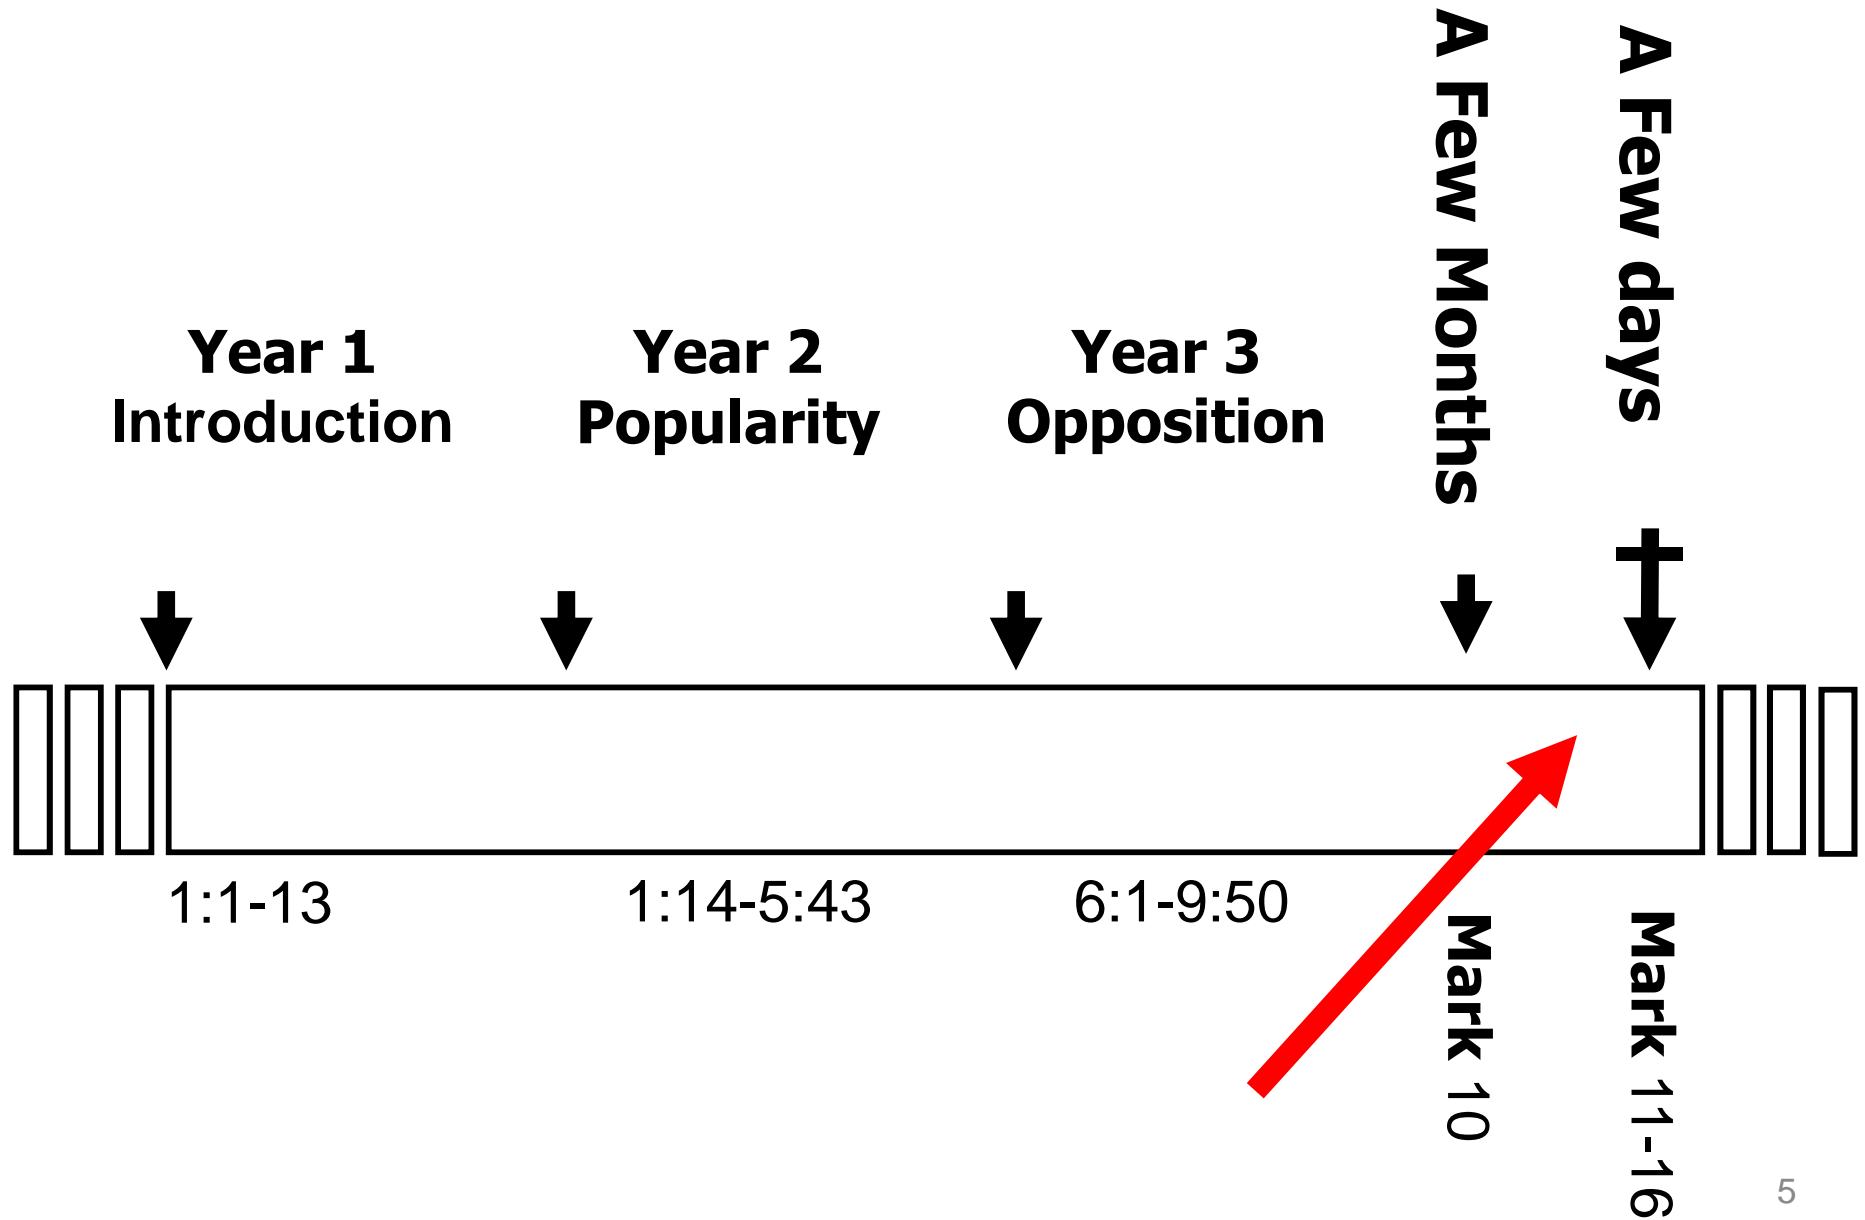 Year 1
Introduction
Year 2
Popularity
Year 3
Opposition
A Few Months
A Few days
1:1-13
1:14-5:43
6:1-9:50
Mark 10
Mark 11-16
5